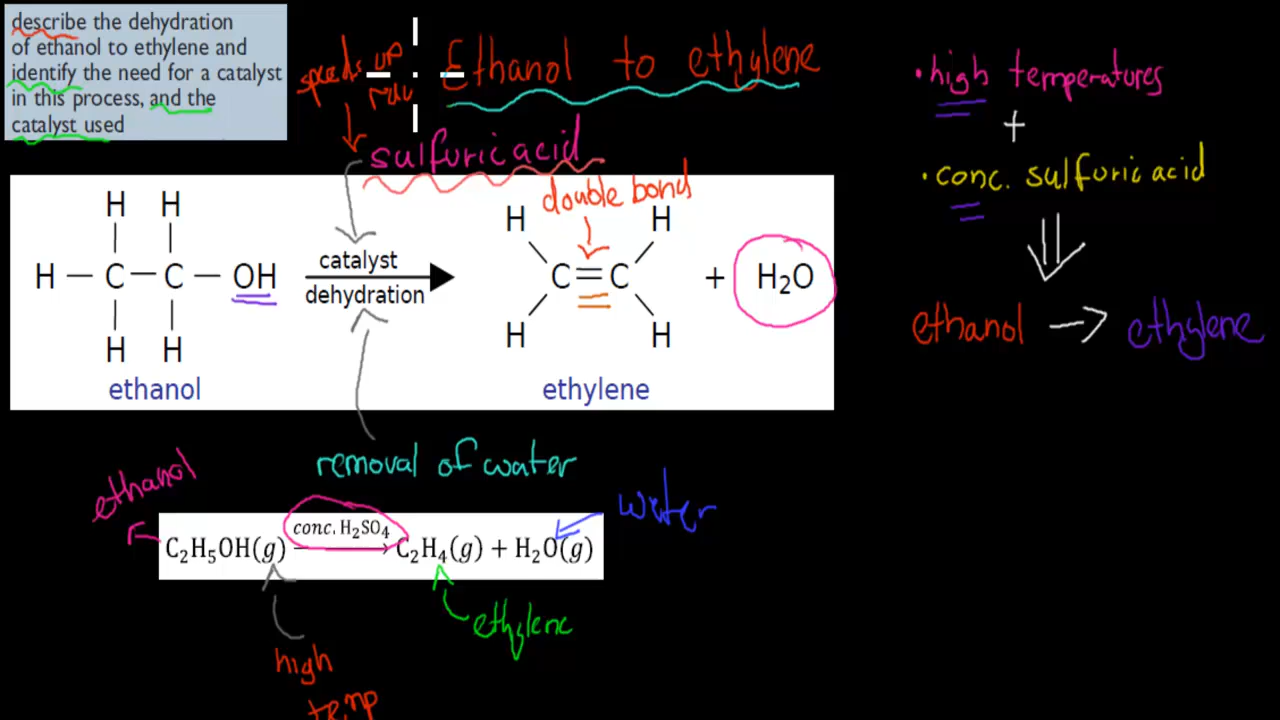 describe the dehydration
of ethanol to ethylene and
identify the need for a catalyst
in this process, and the
catalyst used
speeds up
Ethanol to ethylene
sulfuric acid
double bond
H H
H — C — C — OH
H H
ethanol
catalyst
dehydration
H H
C = C
H H
ethylene
+ H₂O
removal of water
ethanol
water
C₂H₅OH(g) conc. H₂SO₄ → C₂H₄(g) + H₂O(g)
ethylene
high
temp
• high temperatures
+
• conc. sulfuric acid
ethanol → ethylene